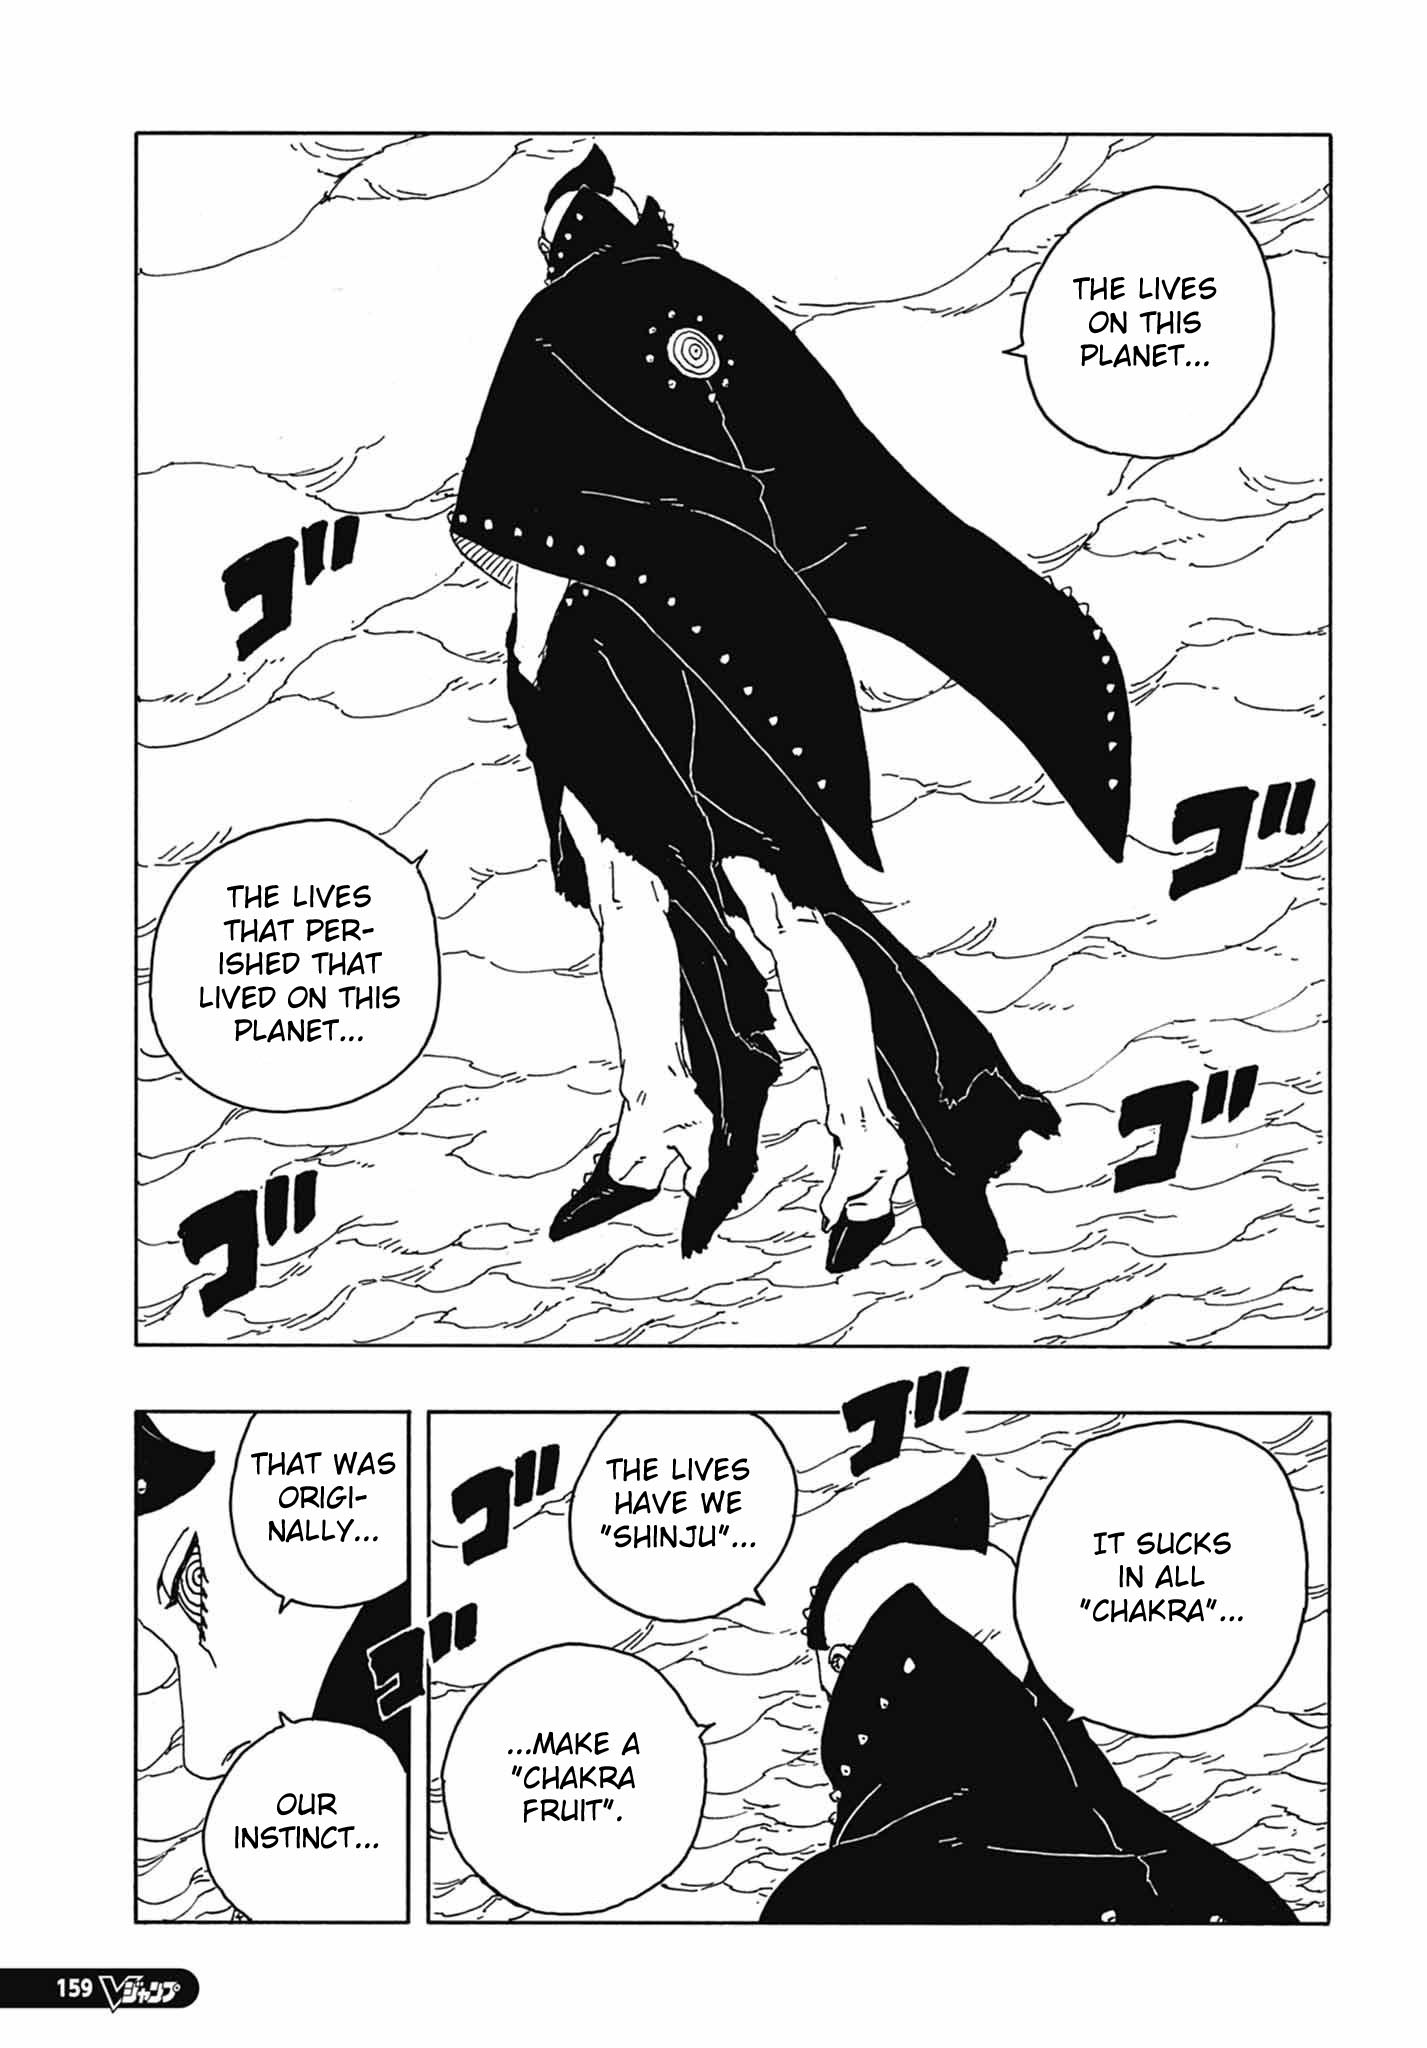 THE LIVES
ON THIS
PLANET...
ゴ
ゴ
THE LIVES
THAT PER-
ISHED THAT
LIVED ON THIS
PLANET...
ゴ
ゴ
ゴ
IT SUCKS
IN ALL
"CHAKRA"...
THE LIVES
HAVE WE
"SHINJU"...
ゴ
...MAKE A
"CHAKRA
FRUIT".
ゴ
THAT WAS
ORIGI-
NALLY...
OUR
INSTINCT...
159 Vジャンプ